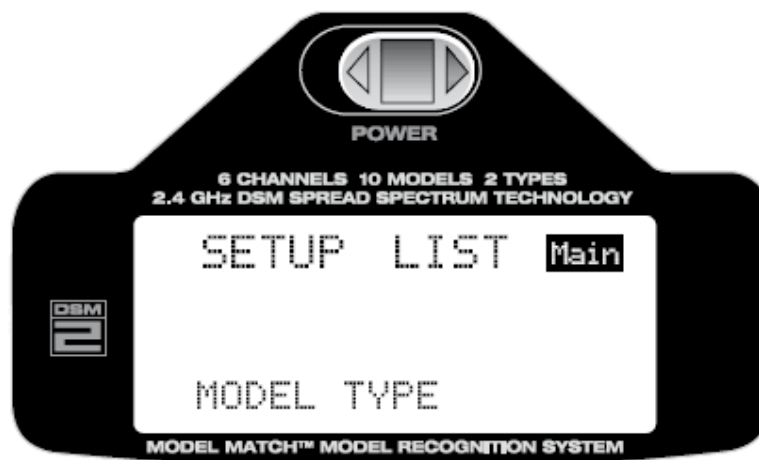 POWER
6 CHANNELS 10 MODELS 2 TYPES
2.4 GHz DSM SPREAD SPECTRUM TECHNOLOGY
SETUP LIST Main
DSM
2
MODEL TYPE
MODEL MATCH™ MODEL RECOGNITION SYSTEM